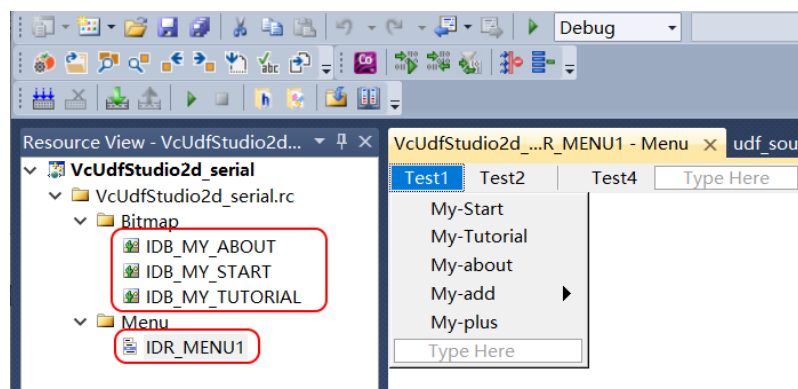 Debug
abc
Resource View - VcUdfStudio2d...
VcUdfStudio2d_...R_MENU1 - Menu
udf_sou
VcUdfStudio2d_serial
Test1 Test2 Test4 Type Here
VcUdfStudio2d_serial.rc
My-Start
Bitmap
My-Tutorial
IDB_MY_ABOUT
My-about
IDB_MY_START
My-add
IDB_MY_TUTORIAL
My-plus
Menu
Type Here
IDR_MENU1